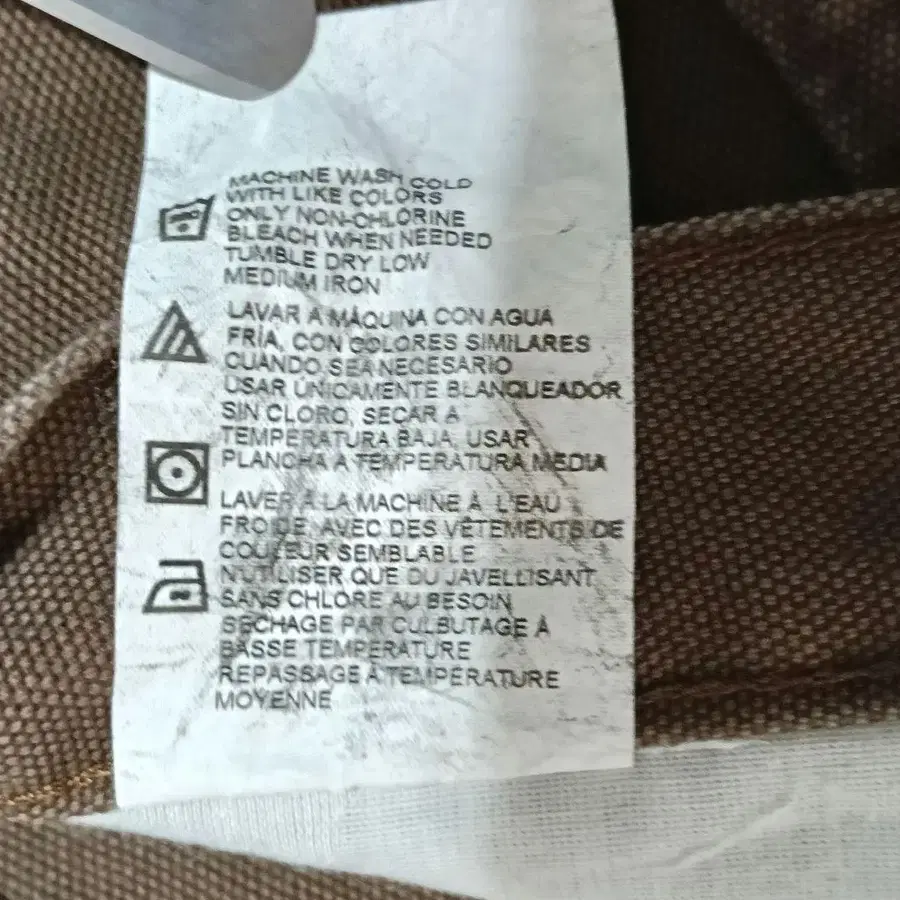 MACHINE WASH COLD
WITH LIKE COLORS
ONLY NON-CHLORINE
BLEACH WHEN NEEDED
TUMBLE DRY LOW
MEDIUM IRON
LAVAR A MÁQUINA CON AGUA
FRÍA, CON COLORES SIMILARES
CUANDO SEA NECESARIO
USAR ÚNICAMENTE BLANQUEADOR
SIN CLORO, SECAR A
TEMPERATURA BAJA, USAR
PLANCHA A TEMPERATURA MEDIA
LAVER À LA MACHINE À L'EAU
FROIDE, AVEC DES VÊTEMENTS DE
COULEUR SEMBLABLE
N'UTILISER QUE DU JAVELLISANT
SANS CHLORE AU BESOIN
SÉCHAGE PAR CULBUTAGE À
BASSE TEMPÉRATURE
REPASSAGE À TEMPÉRATURE
MOYENNE